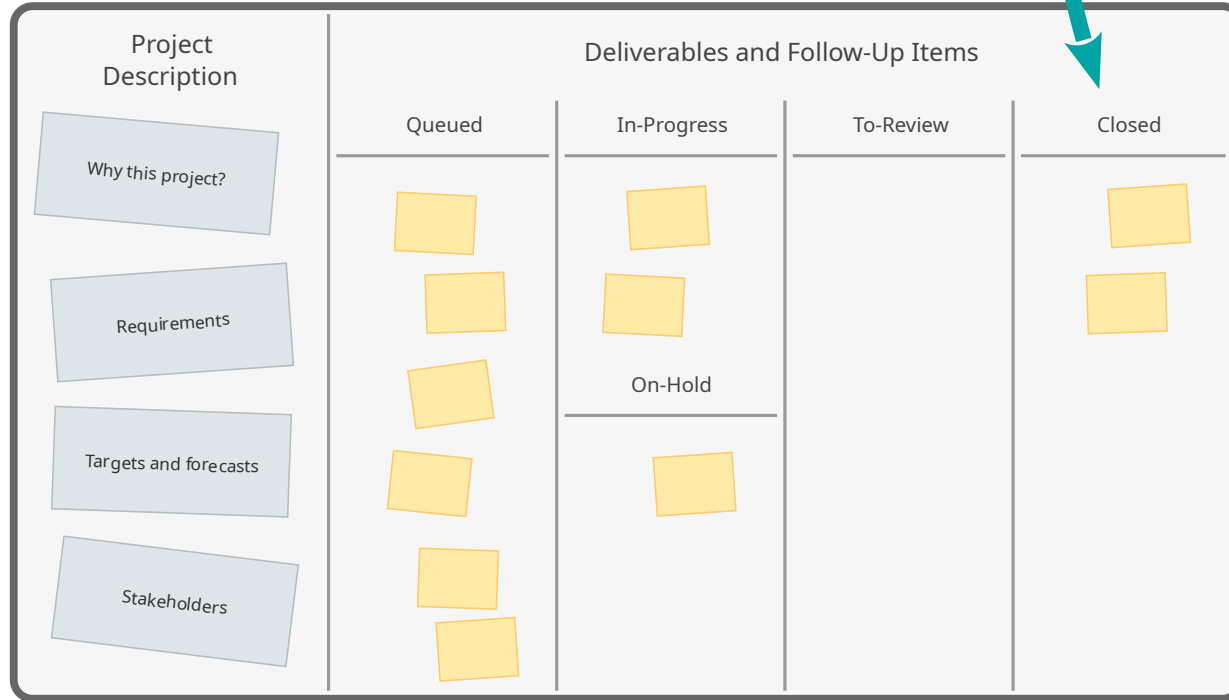 Project
Description
Why this project?
Requirements
Targets and forecasts
Stakeholders
Deliverables and Follow-Up Items
Queued
In-Progress
On-Hold
To-Review
Closed